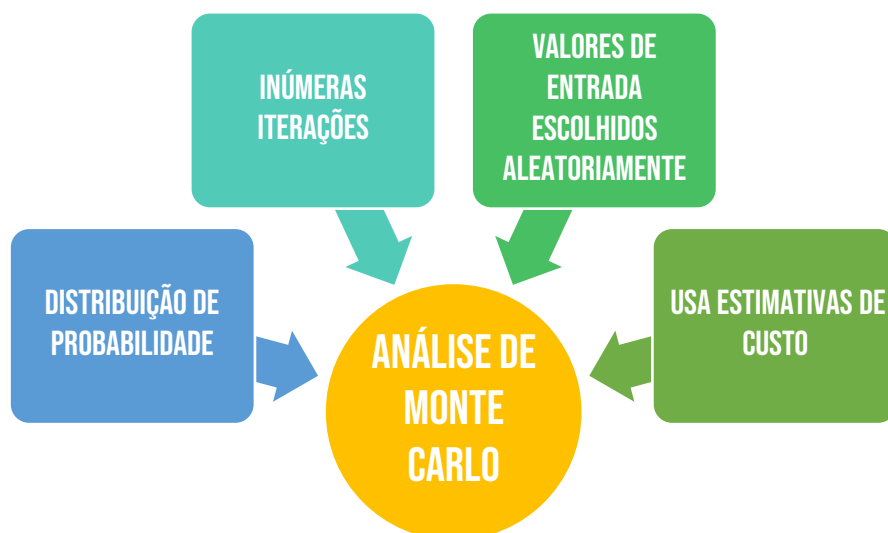 INÚMERAS
ITERAÇÕES
VALORES DE
ENTRADA
ESCOLHIDOS
ALEATORIAMENTE
DISTRIBUIÇÃO DE
PROBABILIDADE
USA ESTIMATIVAS DE
CUSTO
ANÁLISE DE
MONTE
CARLO